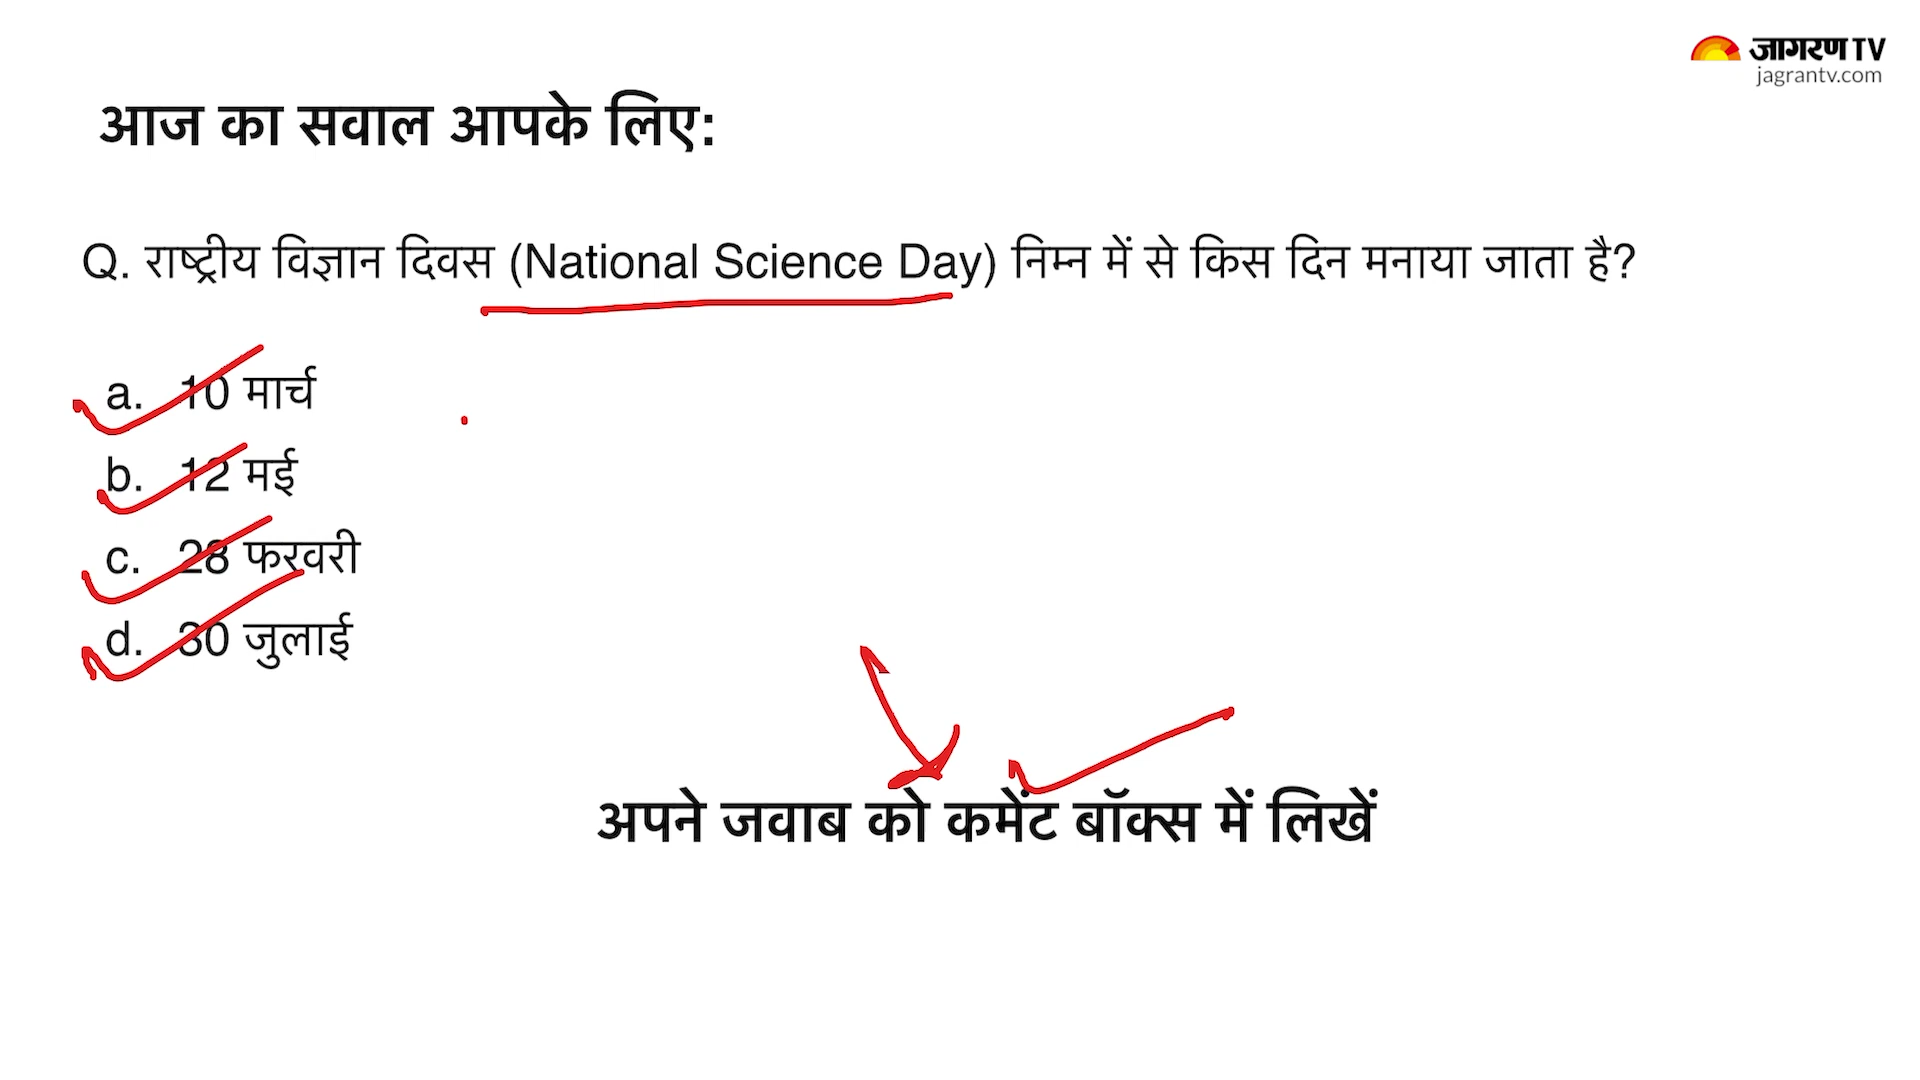 जागरण TV
jagrantv.com
आज का सवाल आपके लिए:
Q. राष्ट्रीय विज्ञान दिवस (National Science Day) निम्न में से किस दिन मनाया जाता है?
a. 10 मार्च
b. 12 मई
c. 28 फरवरी
d. 30 जुलाई
अपने जवाब को कमेंट बॉक्स में लिखें